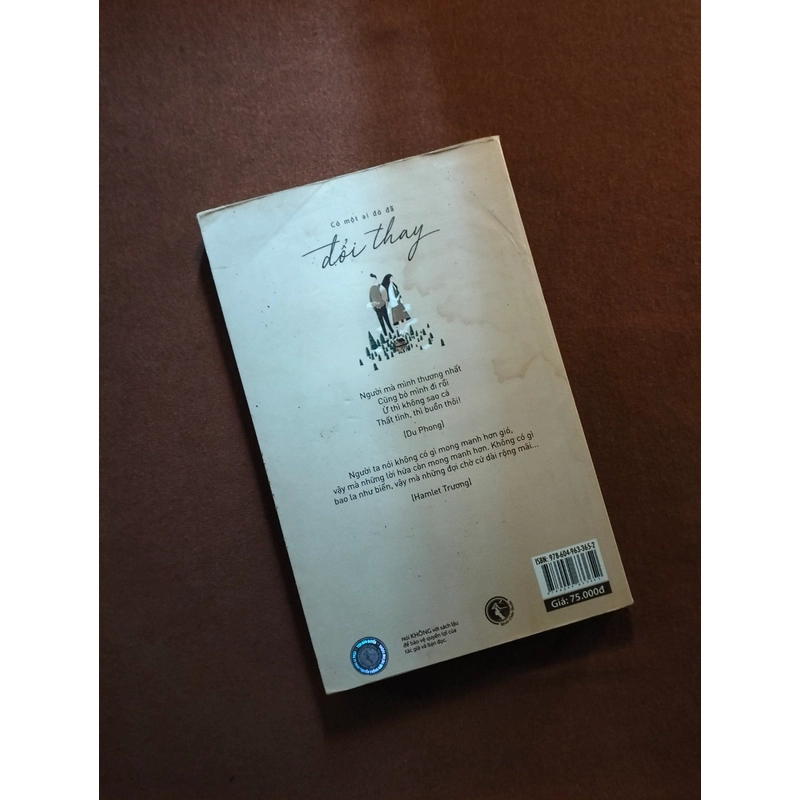 Có một ai đó đã
đổi thay
Người mà mình thương nhất
Cũng bỏ mình đi rồi
Ừ thì không sao cả
Thất tình, thì buồn thôi!
(Du Phong)
Người ta nói không có gì mong manh hơn gió,
vậy mà những lời hứa còn mong manh hơn. Không có gì
bao la như biển, vậy mà những đợi chờ cứ dài rộng mãi...
(Hamlet Trương)
ISBN: 978-604-963-365-2
Giá: 75.000đ
Nói KHÔNG với sách lậu
để bảo vệ quyền lợi của
tác giả và bạn đọc.